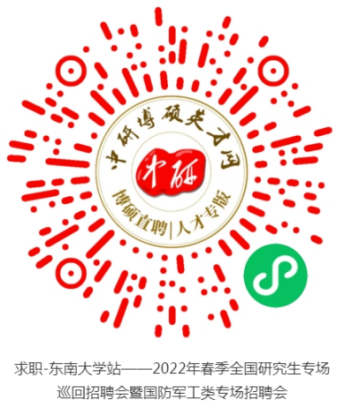 中研博硕英才网
中研
博硕直聘|人才专版
求职-东南大学站——2022年春季全国研究生专场
巡回招聘会暨国防军工类专场招聘会